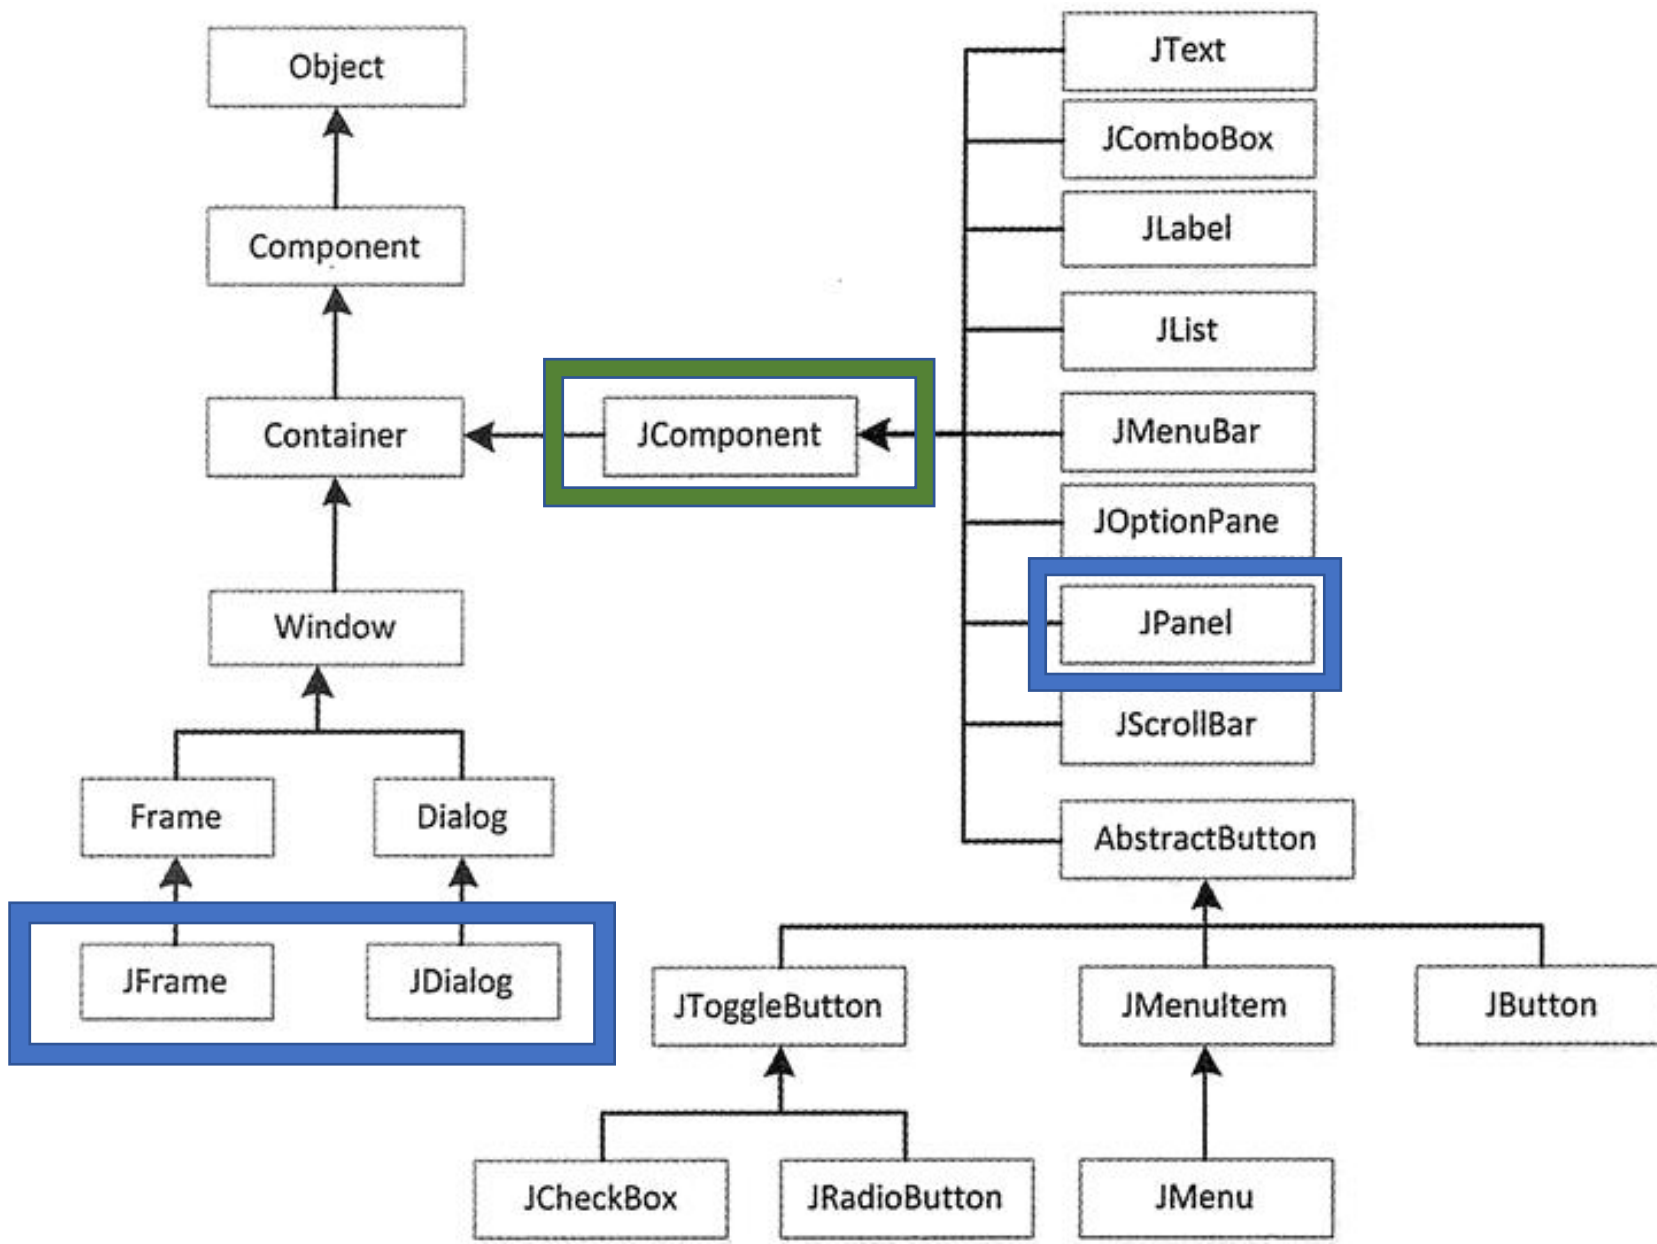 Object
Component
Container
JComponent
Window
Frame
Dialog
JFrame
JDialog
JText
JComboBox
JLabel
JList
JMenuBar
JOptionPane
JPanel
JScrollBar
AbstractButton
JToggleButton
JMenuItem
JButton
JCheckBox
JRadioButton
JMenu